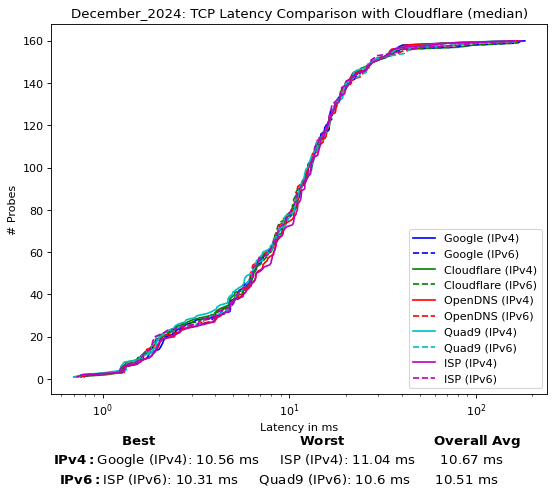 December_2024: TCP Latency Comparison with Cloudflare (median)
160
140
120
100
80
60
40
20
0
# Probes
Google (IPv4)
Google (IPv6)
Cloudflare (IPv4)
Cloudflare (IPv6)
OpenDNS (IPv4)
OpenDNS (IPv6)
Quad9 (IPv4)
Quad9 (IPv6)
ISP (IPv4)
ISP (IPv6)
10⁰ 10¹ 10²
Latency in ms
Best Worst Overall Avg
IPv4: Google (IPv4): 10.56 ms ISP (IPv4): 11.04 ms 10.67 ms
IPv6: ISP (IPv6): 10.31 ms Quad9 (IPv6): 10.6 ms 10.51 ms